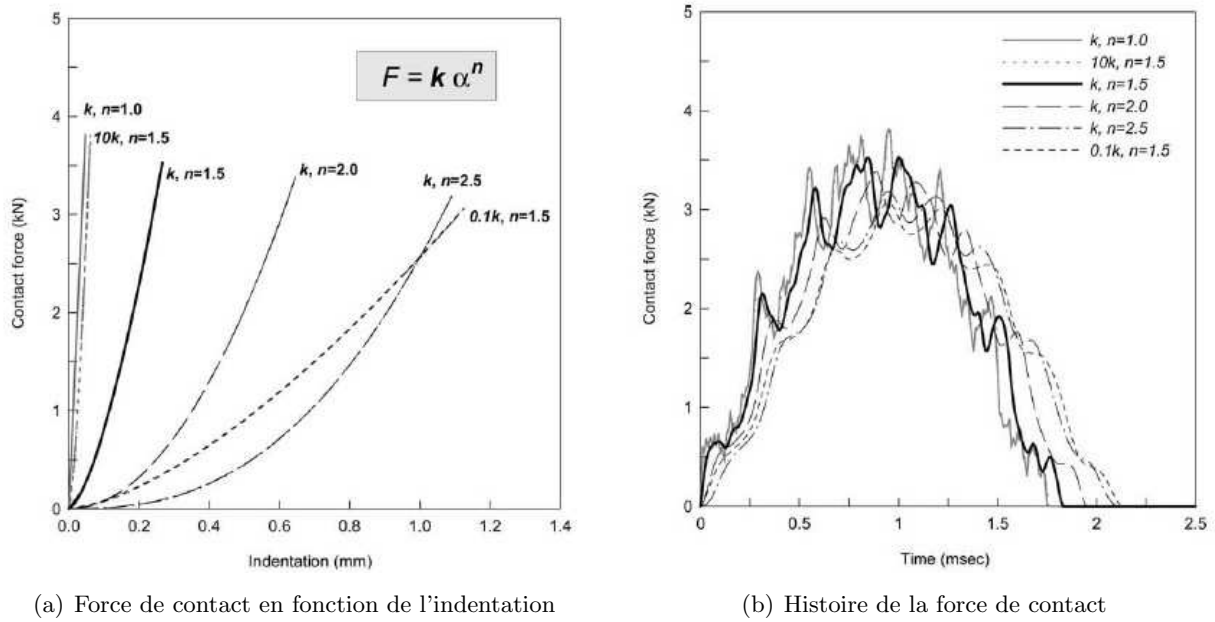 5
4
3
2
1
0
Contact force (kN)
F = k αⁿ
k, n=1.0
10k, n=1.5
k, n=1.5
k, n=2.0
k, n=2.5
0.1k, n=1.5
0.0 0.2 0.4 0.6 0.8 1.0 1.2 1.4
Indentation (mm)
(a) Force de contact en fonction de l'indentation
5
4
3
2
1
0
Contact force (kN)
k, n=1.0
10k, n=1.5
k, n=1.5
k, n=2.0
k, n=2.5
0.1k, n=1.5
0 0.5 1 1.5 2 2.5
Time (msec)
(b) Histoire de la force de contact